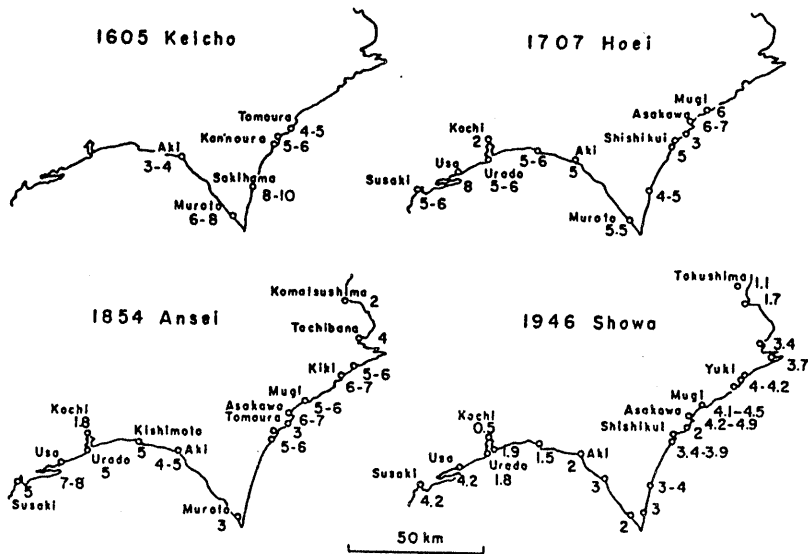 1605 Keicho
Tomoura
4-5
Kan'noura
5-6
Aki
3-4
Sakihama
8-10
Muroto
6-8
1707 Hoei
Mugi
6
Asakawa
6-7
Kochi
2
Shishikui
3
5
5-6
Aki
5
Usa
8
Urado
5-6
Susaki
5-6
4-5
Muroto
5.5
1854 Ansei
Komatsushima
2
Tachibana
4
Kiki
5-6
6-7
Mugi
5-6
Asakawa
6-7
Tomoura
3
5-6
Kochi
1.8
Kishimoto
5
Aki
4-5
Usa
7-8
Urado
5
5
Susaki
Muroto
3
1946 Showa
Tokushima
1.1
1.7
3.4
3.7
Yuki
4-4.2
Mugi
4.1-4.5
Asakawa
4.2-4.9
Shishikui
2
3.4-3.9
Kochi
0.5
1.9
1.5
Aki
2
Usa
4.2
Urado
1.8
Susaki
4.2
3
3-4
3
2
50 km